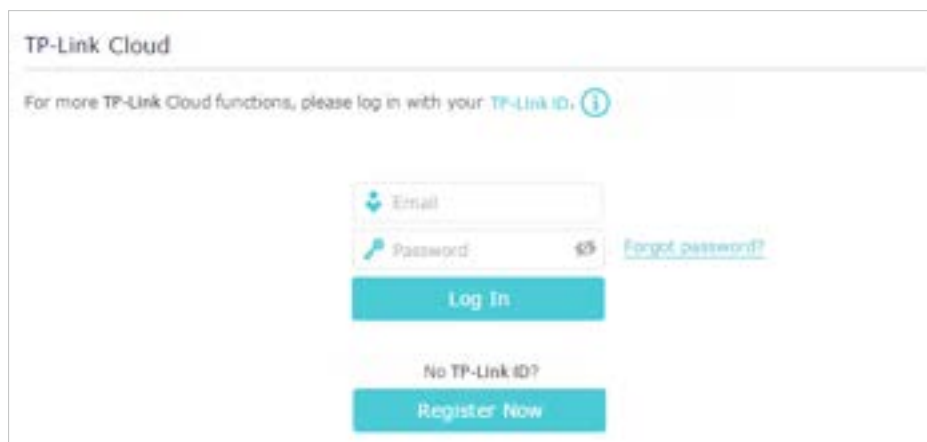 TP-Link Cloud
For more TP-Link Cloud functions, please log in with your TP-Link ID.
Email
Password
Forgot password?
Log In
No TP-Link ID?
Register Now